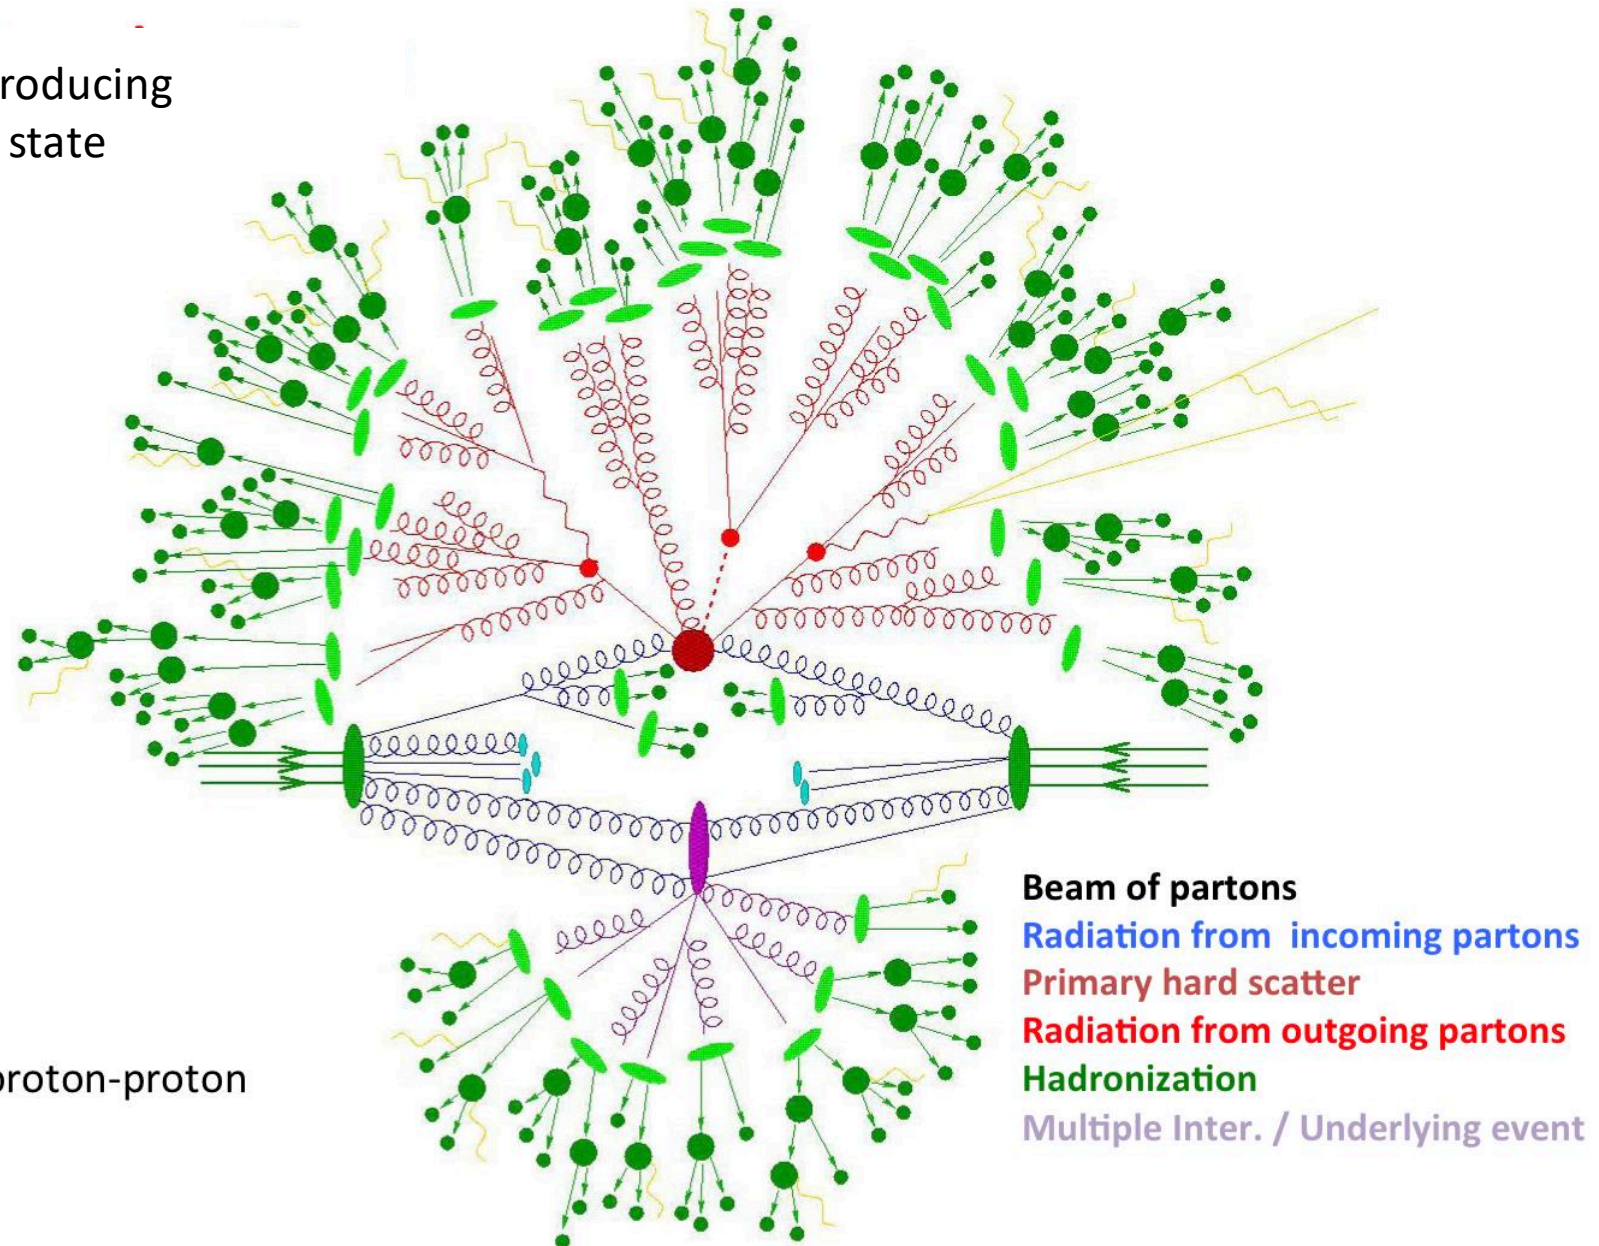 roducing
state
proton-proton
Beam of partons
Radiation from incoming partons
Primary hard scatter
Radiation from outgoing partons
Hadronization
Multiple Inter. / Underlying event